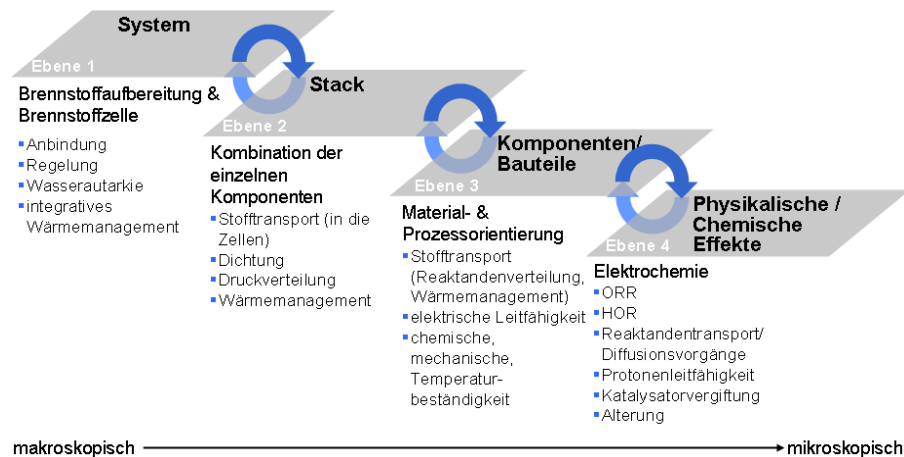 System
Ebene 1
Brennstoffaufbereitung &
Brennstoffzelle
Anbindung
Regelung
Wasserautarkie
integratives
Wärmemanagement
Stack
Ebene 2
Kombination der
einzelnen
Komponenten
Stofftransport (in die
Zellen)
Dichtung
Druckverteilung
Wärmemanagement
Komponenten/
Bauteile
Ebene 3
Material- &
Prozessorientierung
Stofftransport
(Reaktandenverteilung,
Wärmemanagement)
elektrische Leitfähigkeit
chemische,
mechanische,
Temperatur-
beständigkeit
Physikalische /
Chemische
Effekte
Ebene 4
Elektrochemie
ORR
HOR
Reaktandentransport/
Diffusionsvorgänge
Protonenleitfähigkeit
Katalysatorvergiftung
Alterung
makroskopisch
mikroskopisch